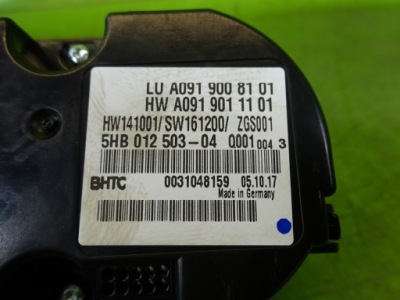 LU A091 900 81 01
HW A091 901 11 01
HW141001/SW161200/ ZGS001
5HB 012 503-04 Q001 004 3
BHTC 0031048159 05.10.17
Made in Germany